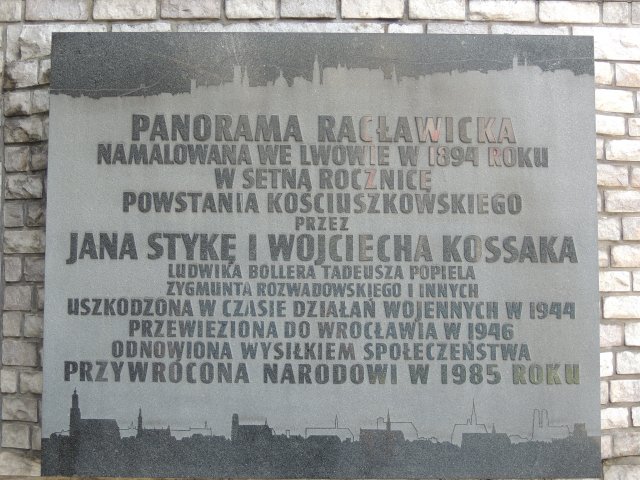 PANORAMA RACŁAWICKA
NAMALOWANA WE LWOWIE W 1894 ROKU
W SETNĄ ROCZNICĘ
POWSTANIA KOŚCIUSZKOWSKIEGO
PRZEZ
JANA STYKĘ I WOJCIECHA KOSSAKA
LUDWIKA BOLLERA TADEUSZA POPIELA
ZYGMUNTA ROZWADOWSKIEGO I INNYCH
USZKODZONA W CZASIE DZIAŁAŃ WOJENNYCH W 1944
PRZEWIEZIONA DO WROCŁAWIA W 1946
ODNOWIONA WYSIŁKIEM SPOŁECZEŃSTWA
PRZYWRÓCONA NARODOWI W 1985 ROKU